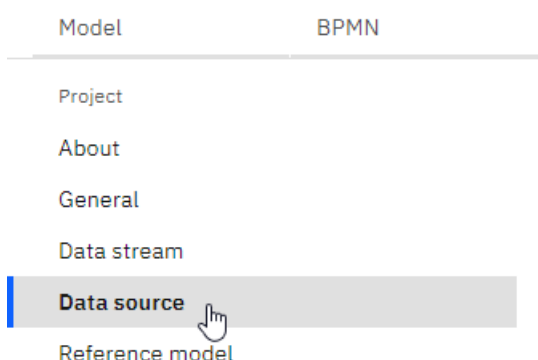 Model BPMN
Project
About
General
Data stream
Data source
Reference model